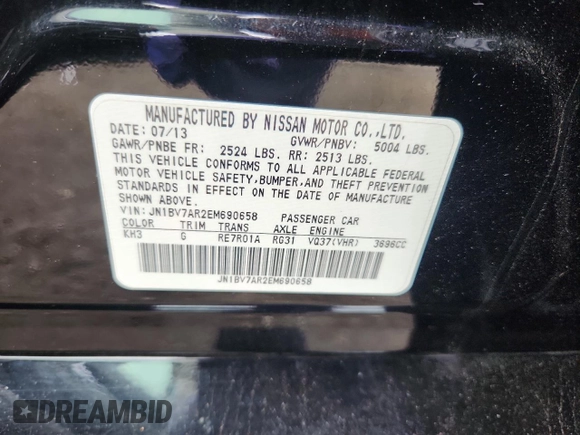 MANUFACTURED BY NISSAN MOTOR CO.,LTD.
DATE: 07/13 GVWR/PNBV: 5004 LBS.
GAWR/PNBE FR: 2524 LBS. RR: 2513 LBS.
THIS VEHICLE CONFORMS TO ALL APPLICABLE FEDERAL
MOTOR VEHICLE SAFETY,BUMPER,AND THEFT PREVENTION
STANDARDS IN EFFECT ON THE DATE OF MANUFACTURE
SHOWN ABOVE.
VIN: JN1BV7AR2EM690658 PASSENGER CAR
COLOR TRIM TRANS AXLE ENGINE
KH3 G RE7R01A RG31 VQ37(VHR) 3696CC
JN1BV7AR2EM690658
DREAMBID